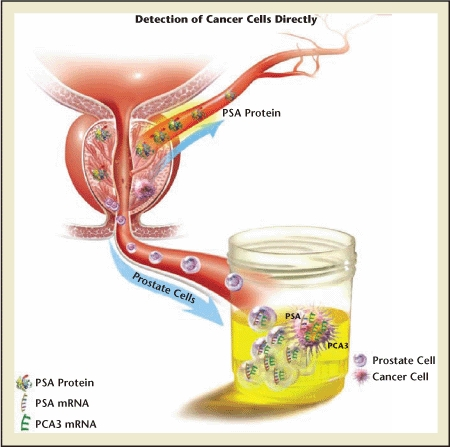 Detection of Cancer Cells Directly
PSA Protein
Prostate Cells
PSA
PCA3
Prostate Cell
Cancer Cell
PSA Protein
PSA mRNA
PCA3 mRNA